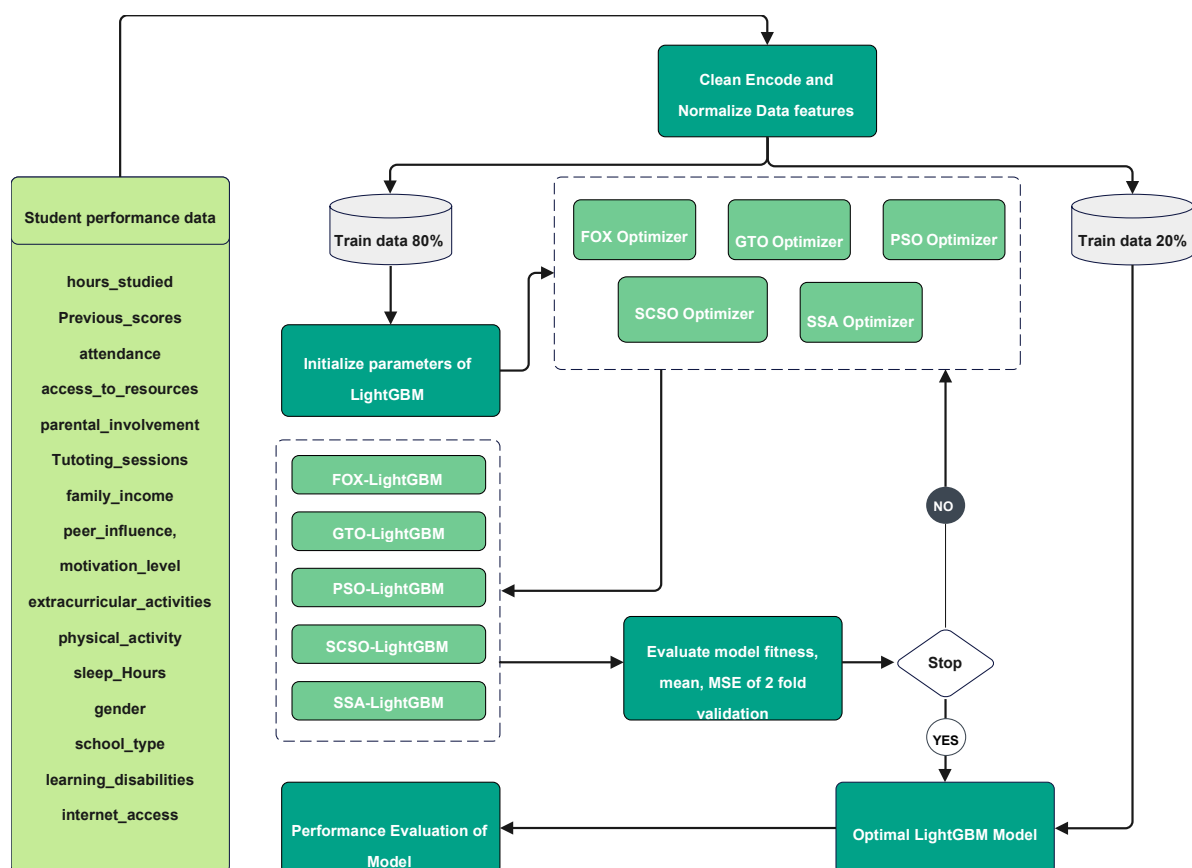 Clean Encode and
Normalize Data features
Student performance data
hours_studied
Previous_scores
attendance
access_to_resources
parental_involvement
Tutoting_sessions
family_income
peer_influence,
motivation_level
extracurricular_activities
physical_activity
sleep_Hours
gender
school_type
learning_disabilities
internet_access
Train data 80%
FOX Optimizer
GTO Optimizer
PSO Optimizer
SCSO Optimizer
SSA Optimizer
Train data 20%
Initialize parameters of
LightGBM
FOX-LightGBM
GTO-LightGBM
PSO-LightGBM
SCSO-LightGBM
SSA-LightGBM
Evaluate model fitness,
mean, MSE of 2 fold
validation
Stop
NO
YES
Optimal LightGBM Model
Performance Evaluation of
Model